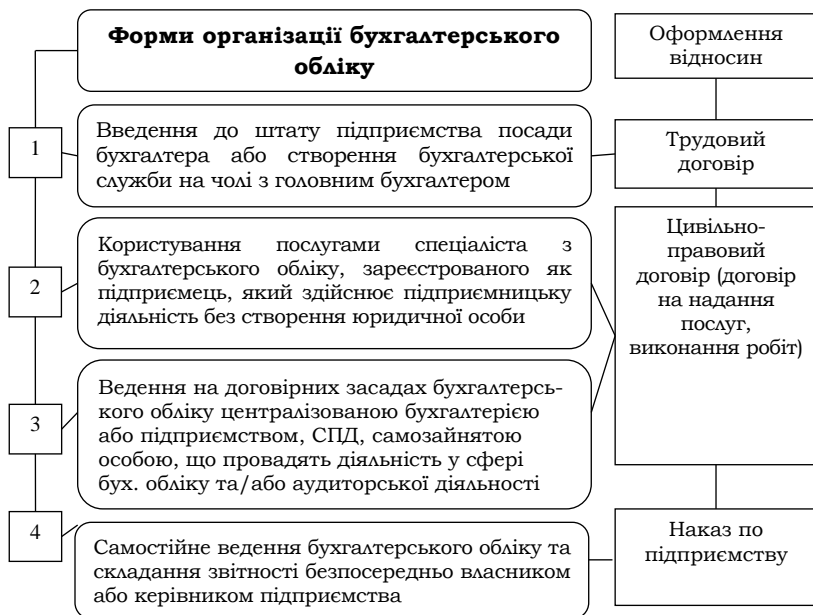 Форми організації бухгалтерського
обліку
Оформлення
відносин
1
Введення до штату підприємства посади
бухгалтера або створення бухгалтерської
служби на чолі з головним бухгалтером
Трудовий
договір
2
Користування послугами спеціаліста з
бухгалтерського обліку, зареєстрованого як
підприємець, який здійснює підприємницьку
діяльність без створення юридичної особи
Цивільно-
правовий
договір (договір
на надання
послуг,
виконання робіт)
3
Ведення на договірних засадах бухгалтерсь-
кого обліку централізованою бухгалтерією
або підприємством, СПД, самозайнятою
особою, що провадять діяльність у сфері
бух. обліку та/або аудиторської діяльності
4
Самостійне ведення бухгалтерського обліку та
складання звітності безпосередньо власником
або керівником підприємства
Наказ по
підприємству